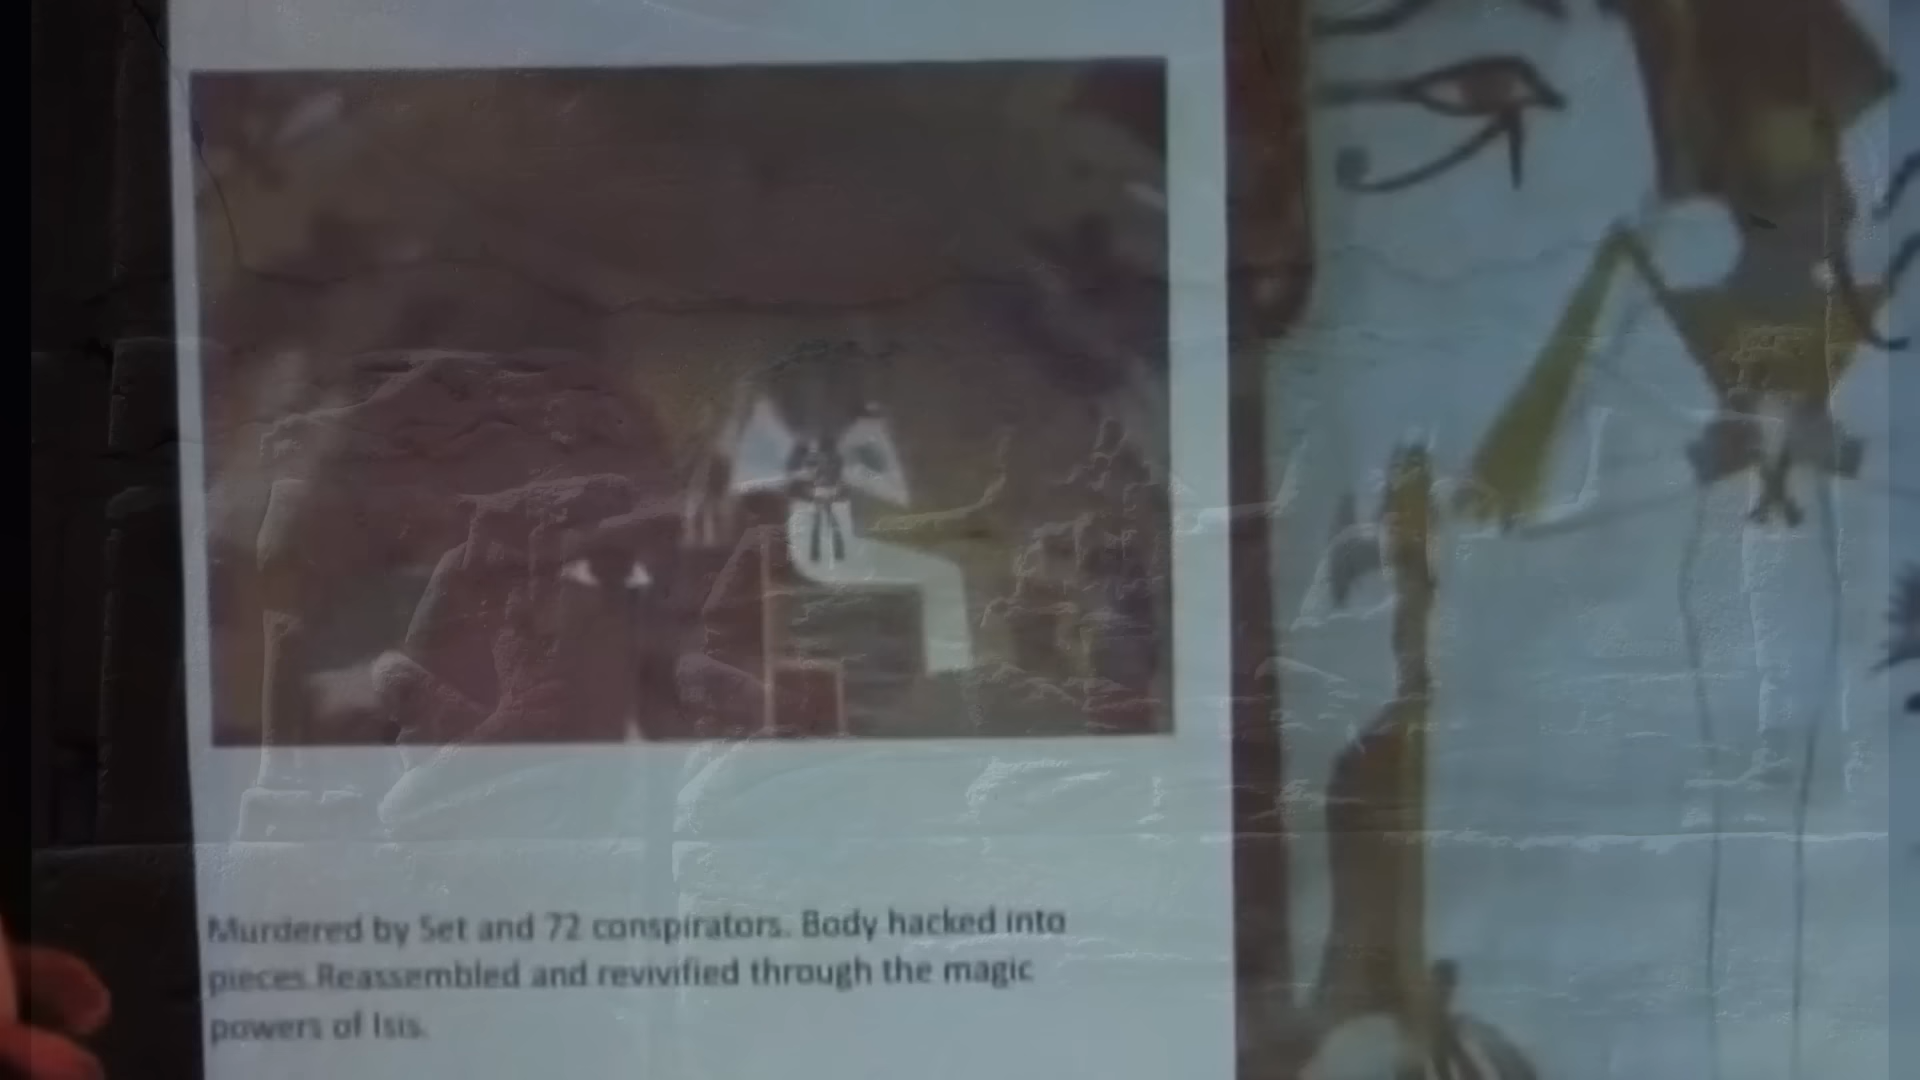 Murdered by Set and 72 conspirators. Body hacked into
pieces.Reassembled and revivified through the magic
powers of Isis.